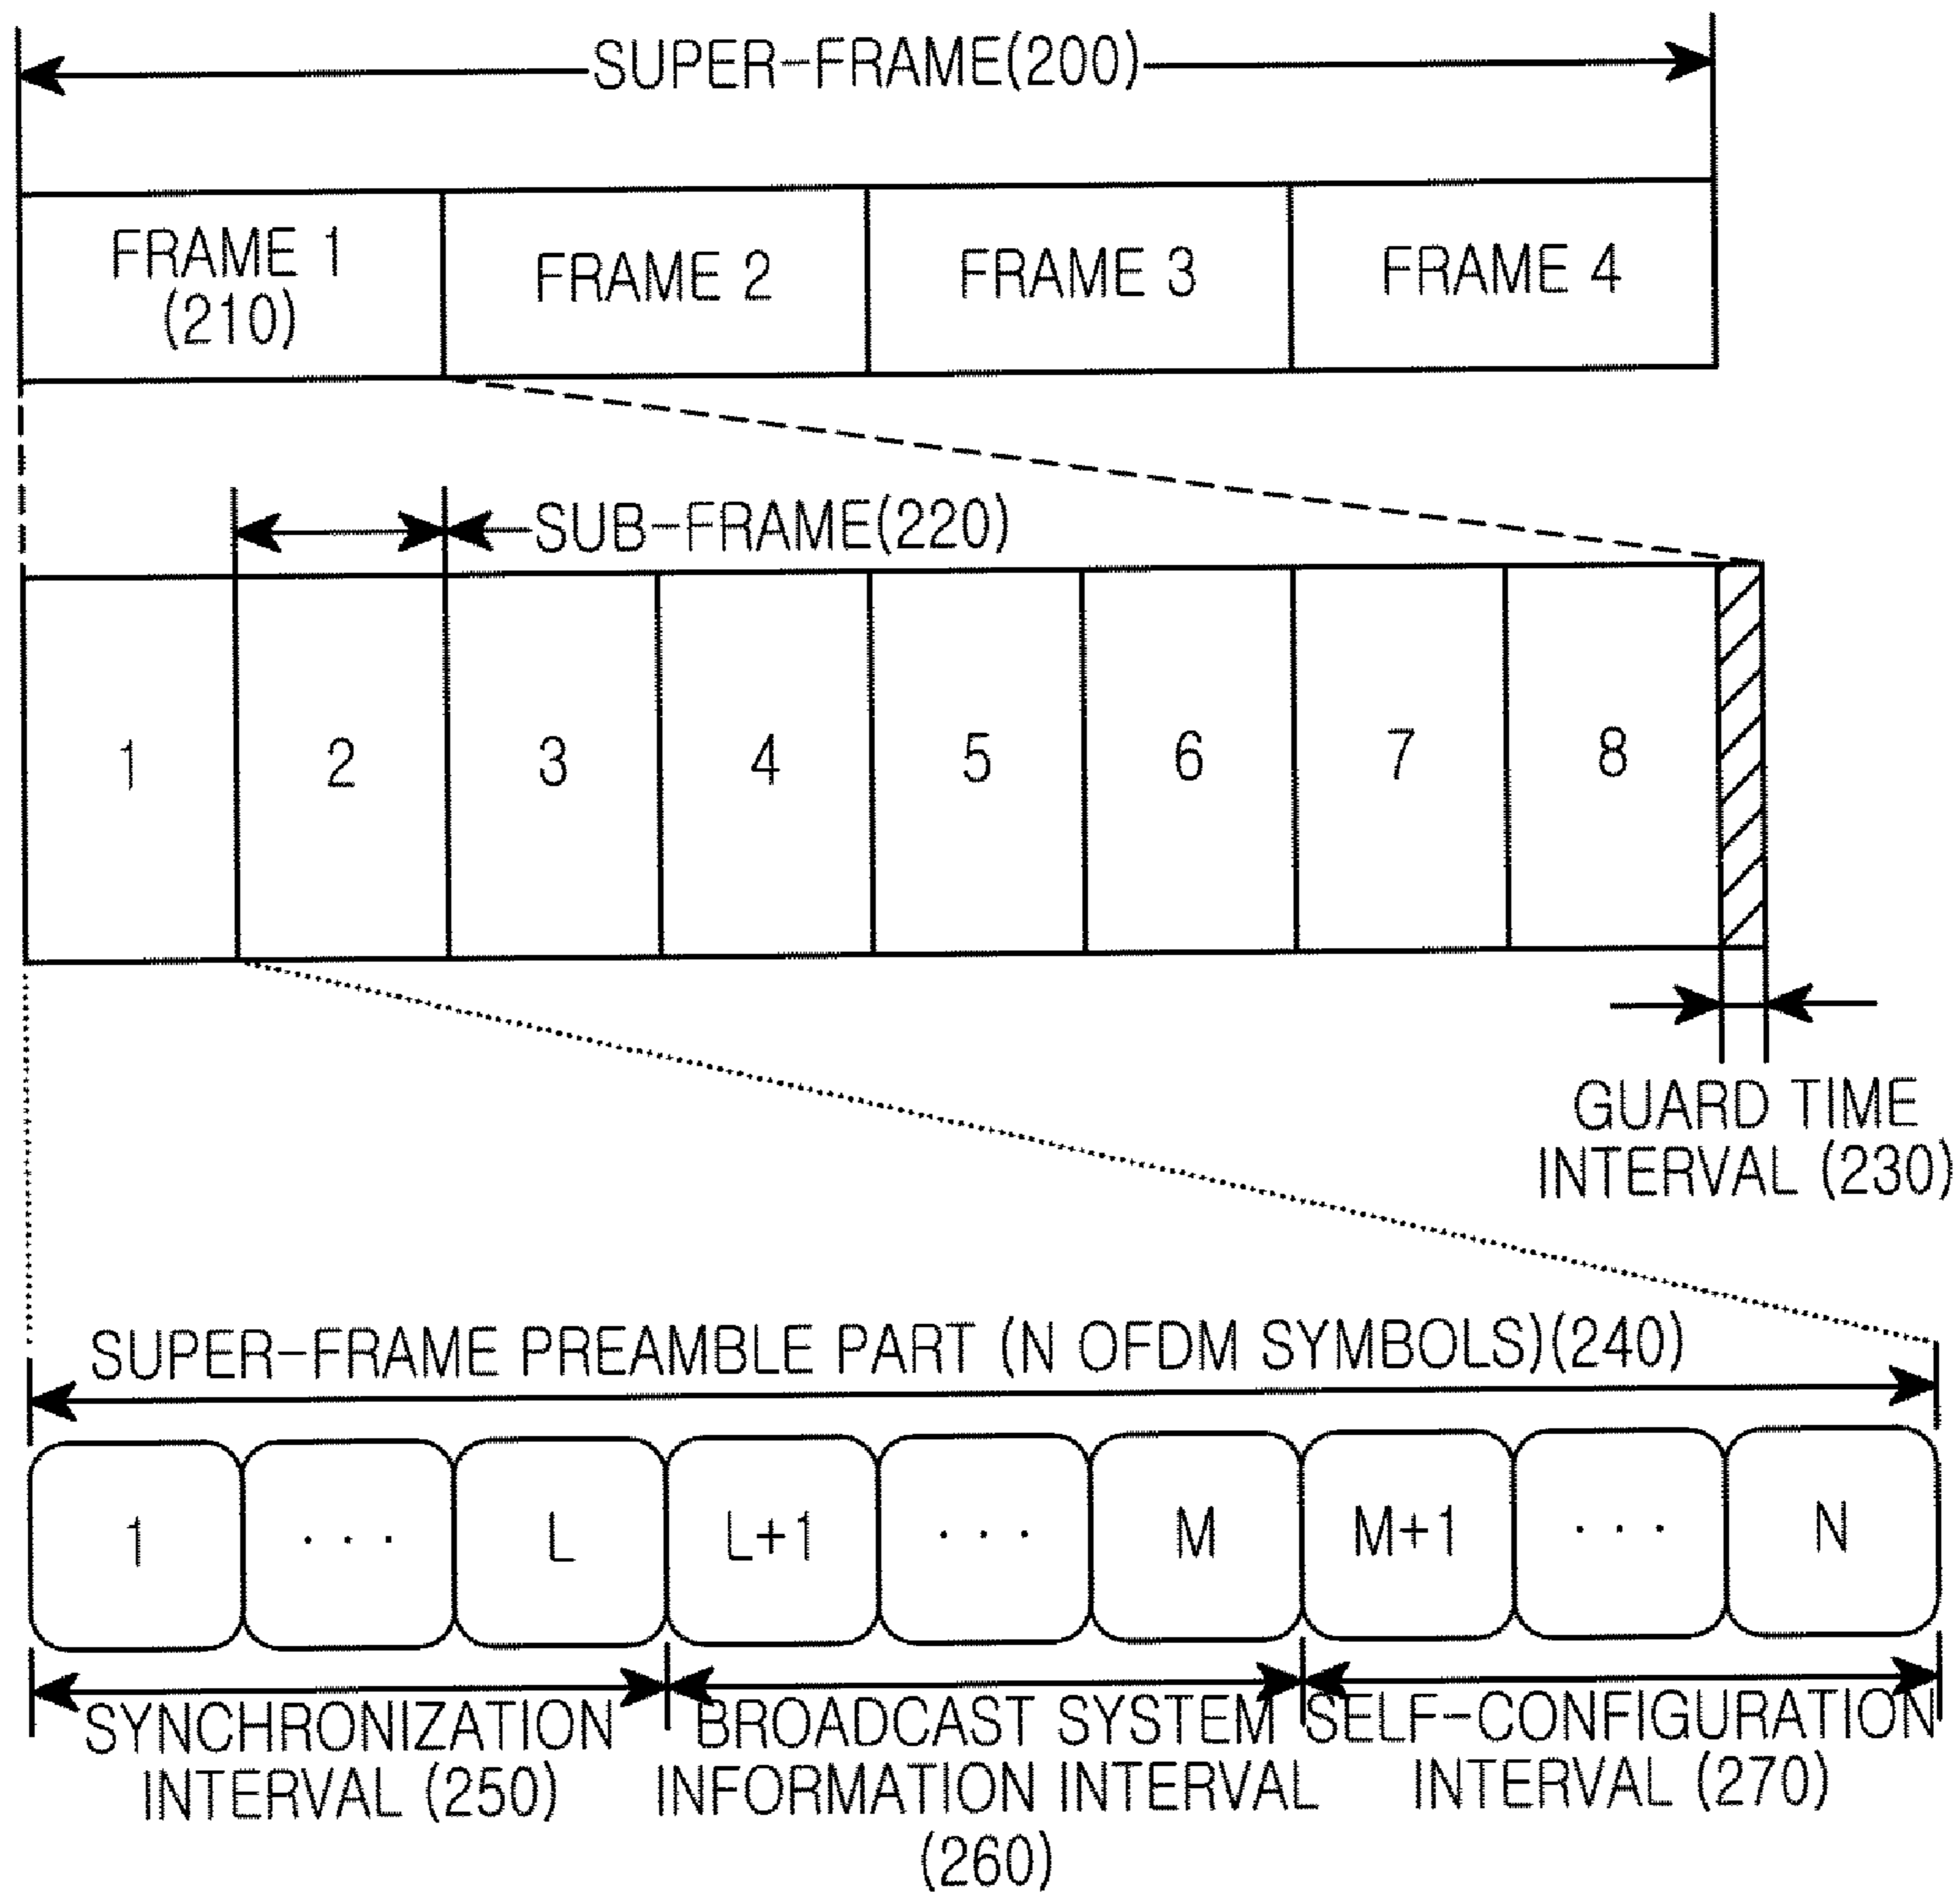 SUPER-FRAME(200)
FRAME 1
(210)
FRAME 2
FRAME 3
FRAME 4
SUB-FRAME(220)
1
2
3
4
5
6
7
8
GUARD TIME
INTERVAL (230)
SUPER-FRAME PREAMBLE PART (N OFDM SYMBOLS)(240)
1
...
L
L+1
...
M
M+1
...
N
SYNCHRONIZATION
INTERVAL (250)
BROADCAST SYSTEM
INFORMATION INTERVAL
(260)
SELF-CONFIGURATION
INTERVAL (270)